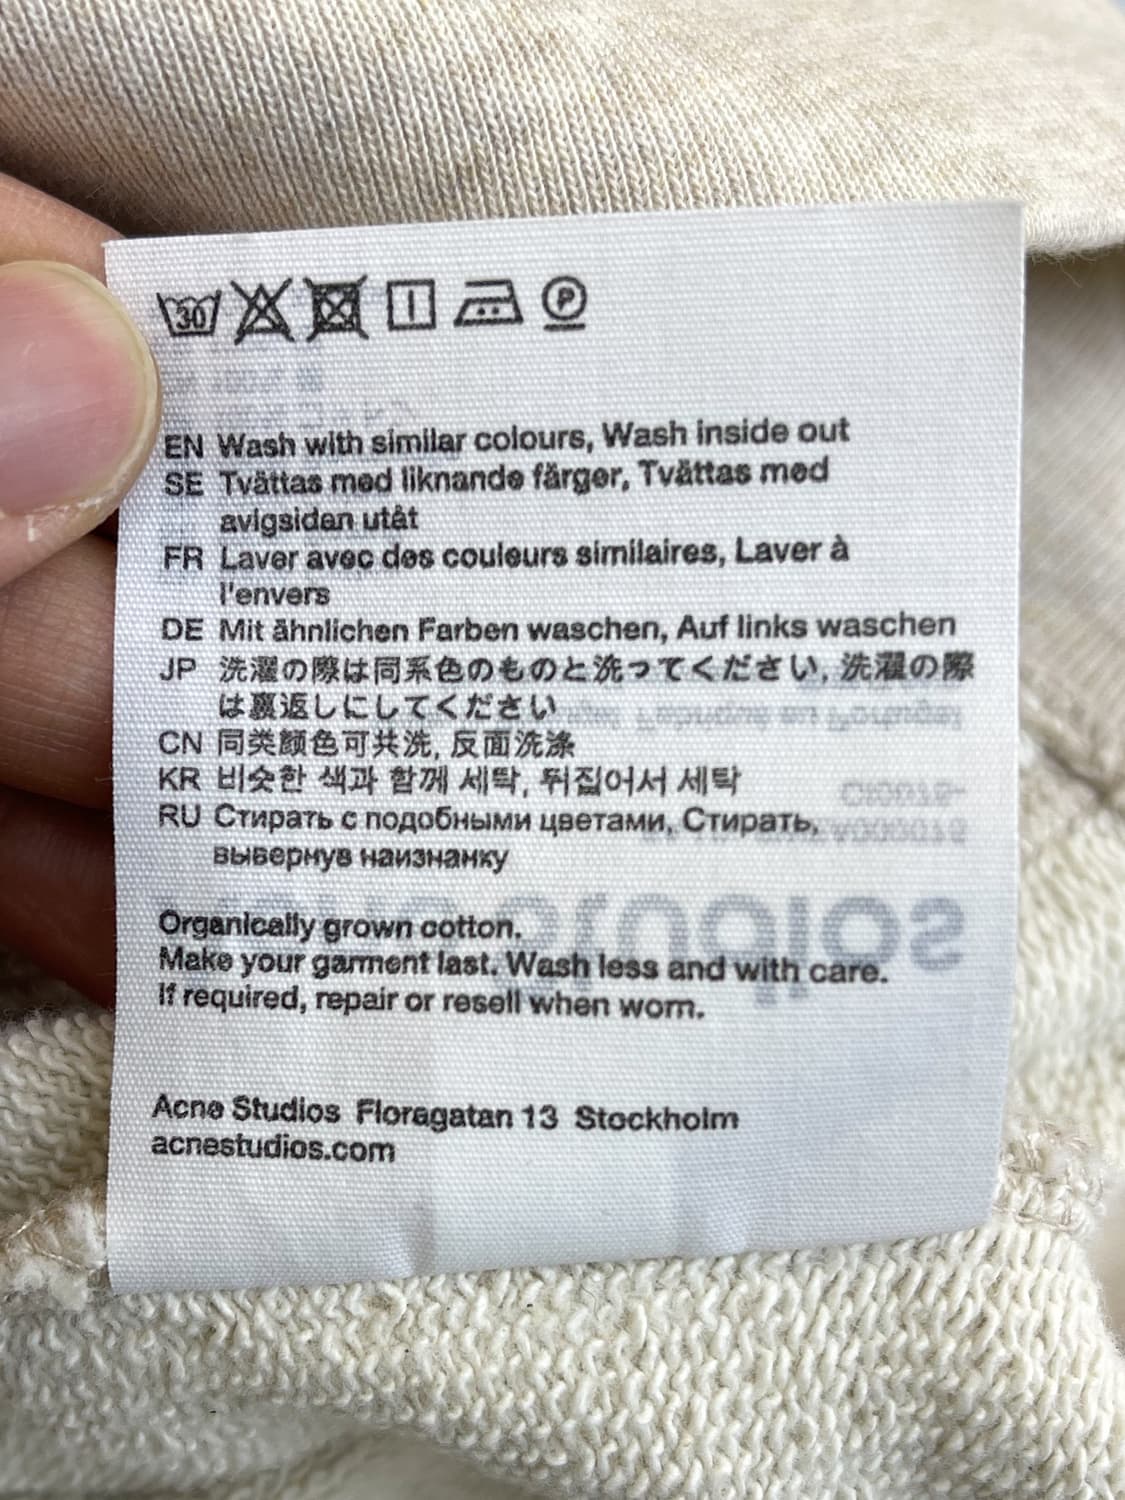 30 P
EN Wash with similar colours, Wash inside out
SE Tvättas med liknande färger, Tvättas med
avigsidan utåt
FR Laver avec des couleurs similaires, Laver à
l'envers
DE Mit ähnlichen Farben waschen, Auf links waschen
JP 洗濯の際は同系色のものと洗ってください, 洗濯の際
は裏返しにしてください
CN 同类颜色可共洗, 反面洗涤
KR 비슷한 색과 함께 세탁, 뒤집어서 세탁
RU Стирать с подобными цветами, Стирать,
вывернув наизнанку
Organically grown cotton.
Make your garment last. Wash less and with care.
If required, repair or resell when worn.
Acne Studios Floragatan 13 Stockholm
acnestudios.com